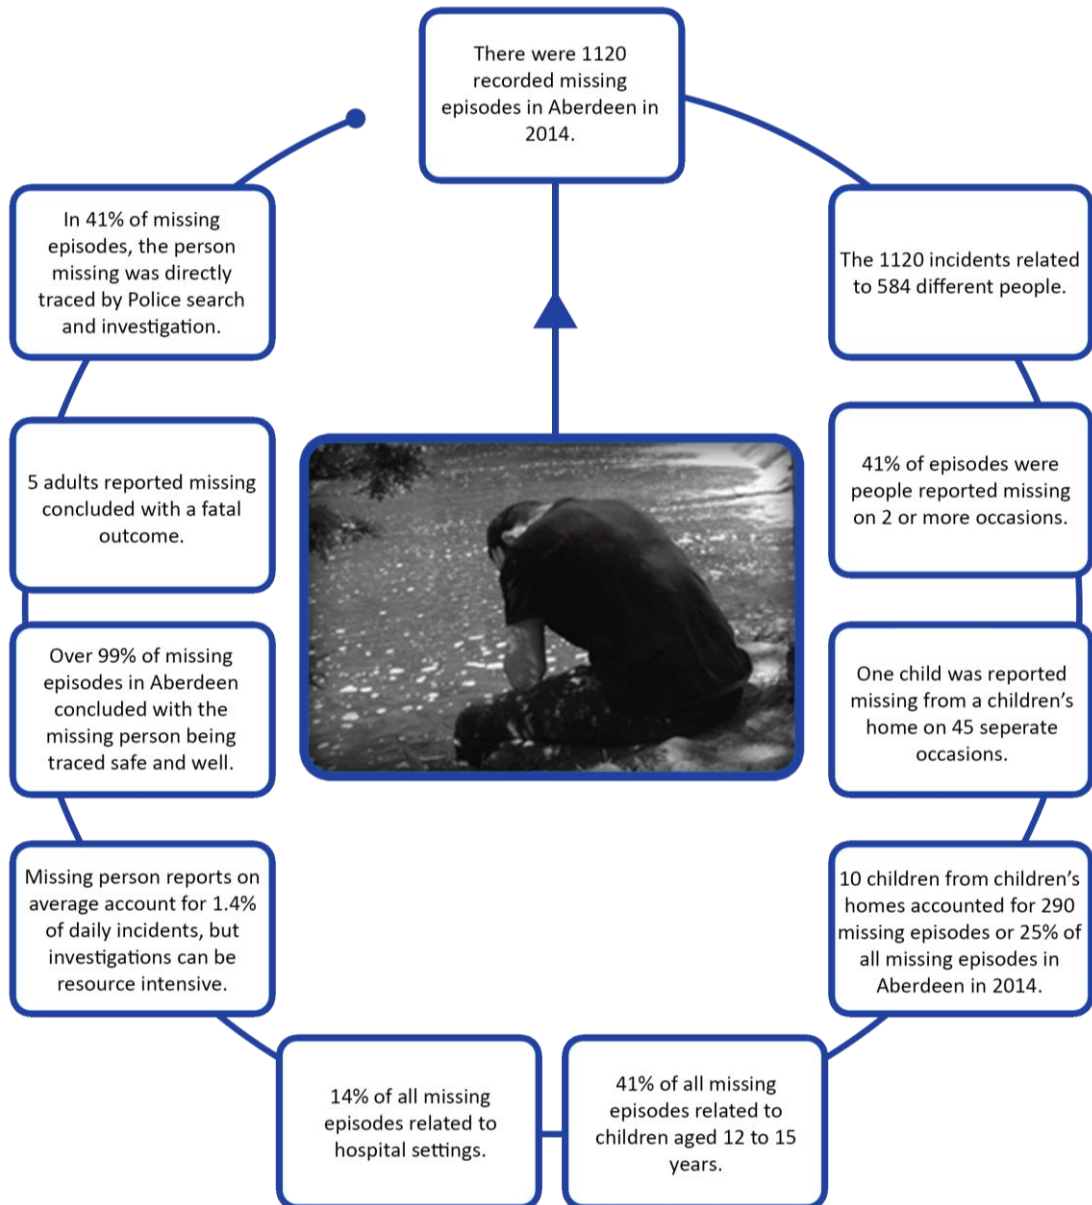 There were 1120
recorded missing
episodes in Aberdeen in
2014.
The 1120 incidents related
to 584 different people.
41% of episodes were
people reported missing
on 2 or more occasions.
One child was reported
missing from a children’s
home on 45 seperate
occasions.
10 children from children’s
homes accounted for 290
missing episodes or 25% of
all missing episodes in
Aberdeen in 2014.
41% of all missing
episodes related to
children aged 12 to 15
years.
14% of all missing
episodes related to
hospital settings.
Missing person reports on
average account for 1.4%
of daily incidents, but
investigations can be
resource intensive.
Over 99% of missing
episodes in Aberdeen
concluded with the
missing person being
traced safe and well.
5 adults reported missing
concluded with a fatal
outcome.
In 41% of missing
episodes, the person
missing was directly
traced by Police search
and investigation.